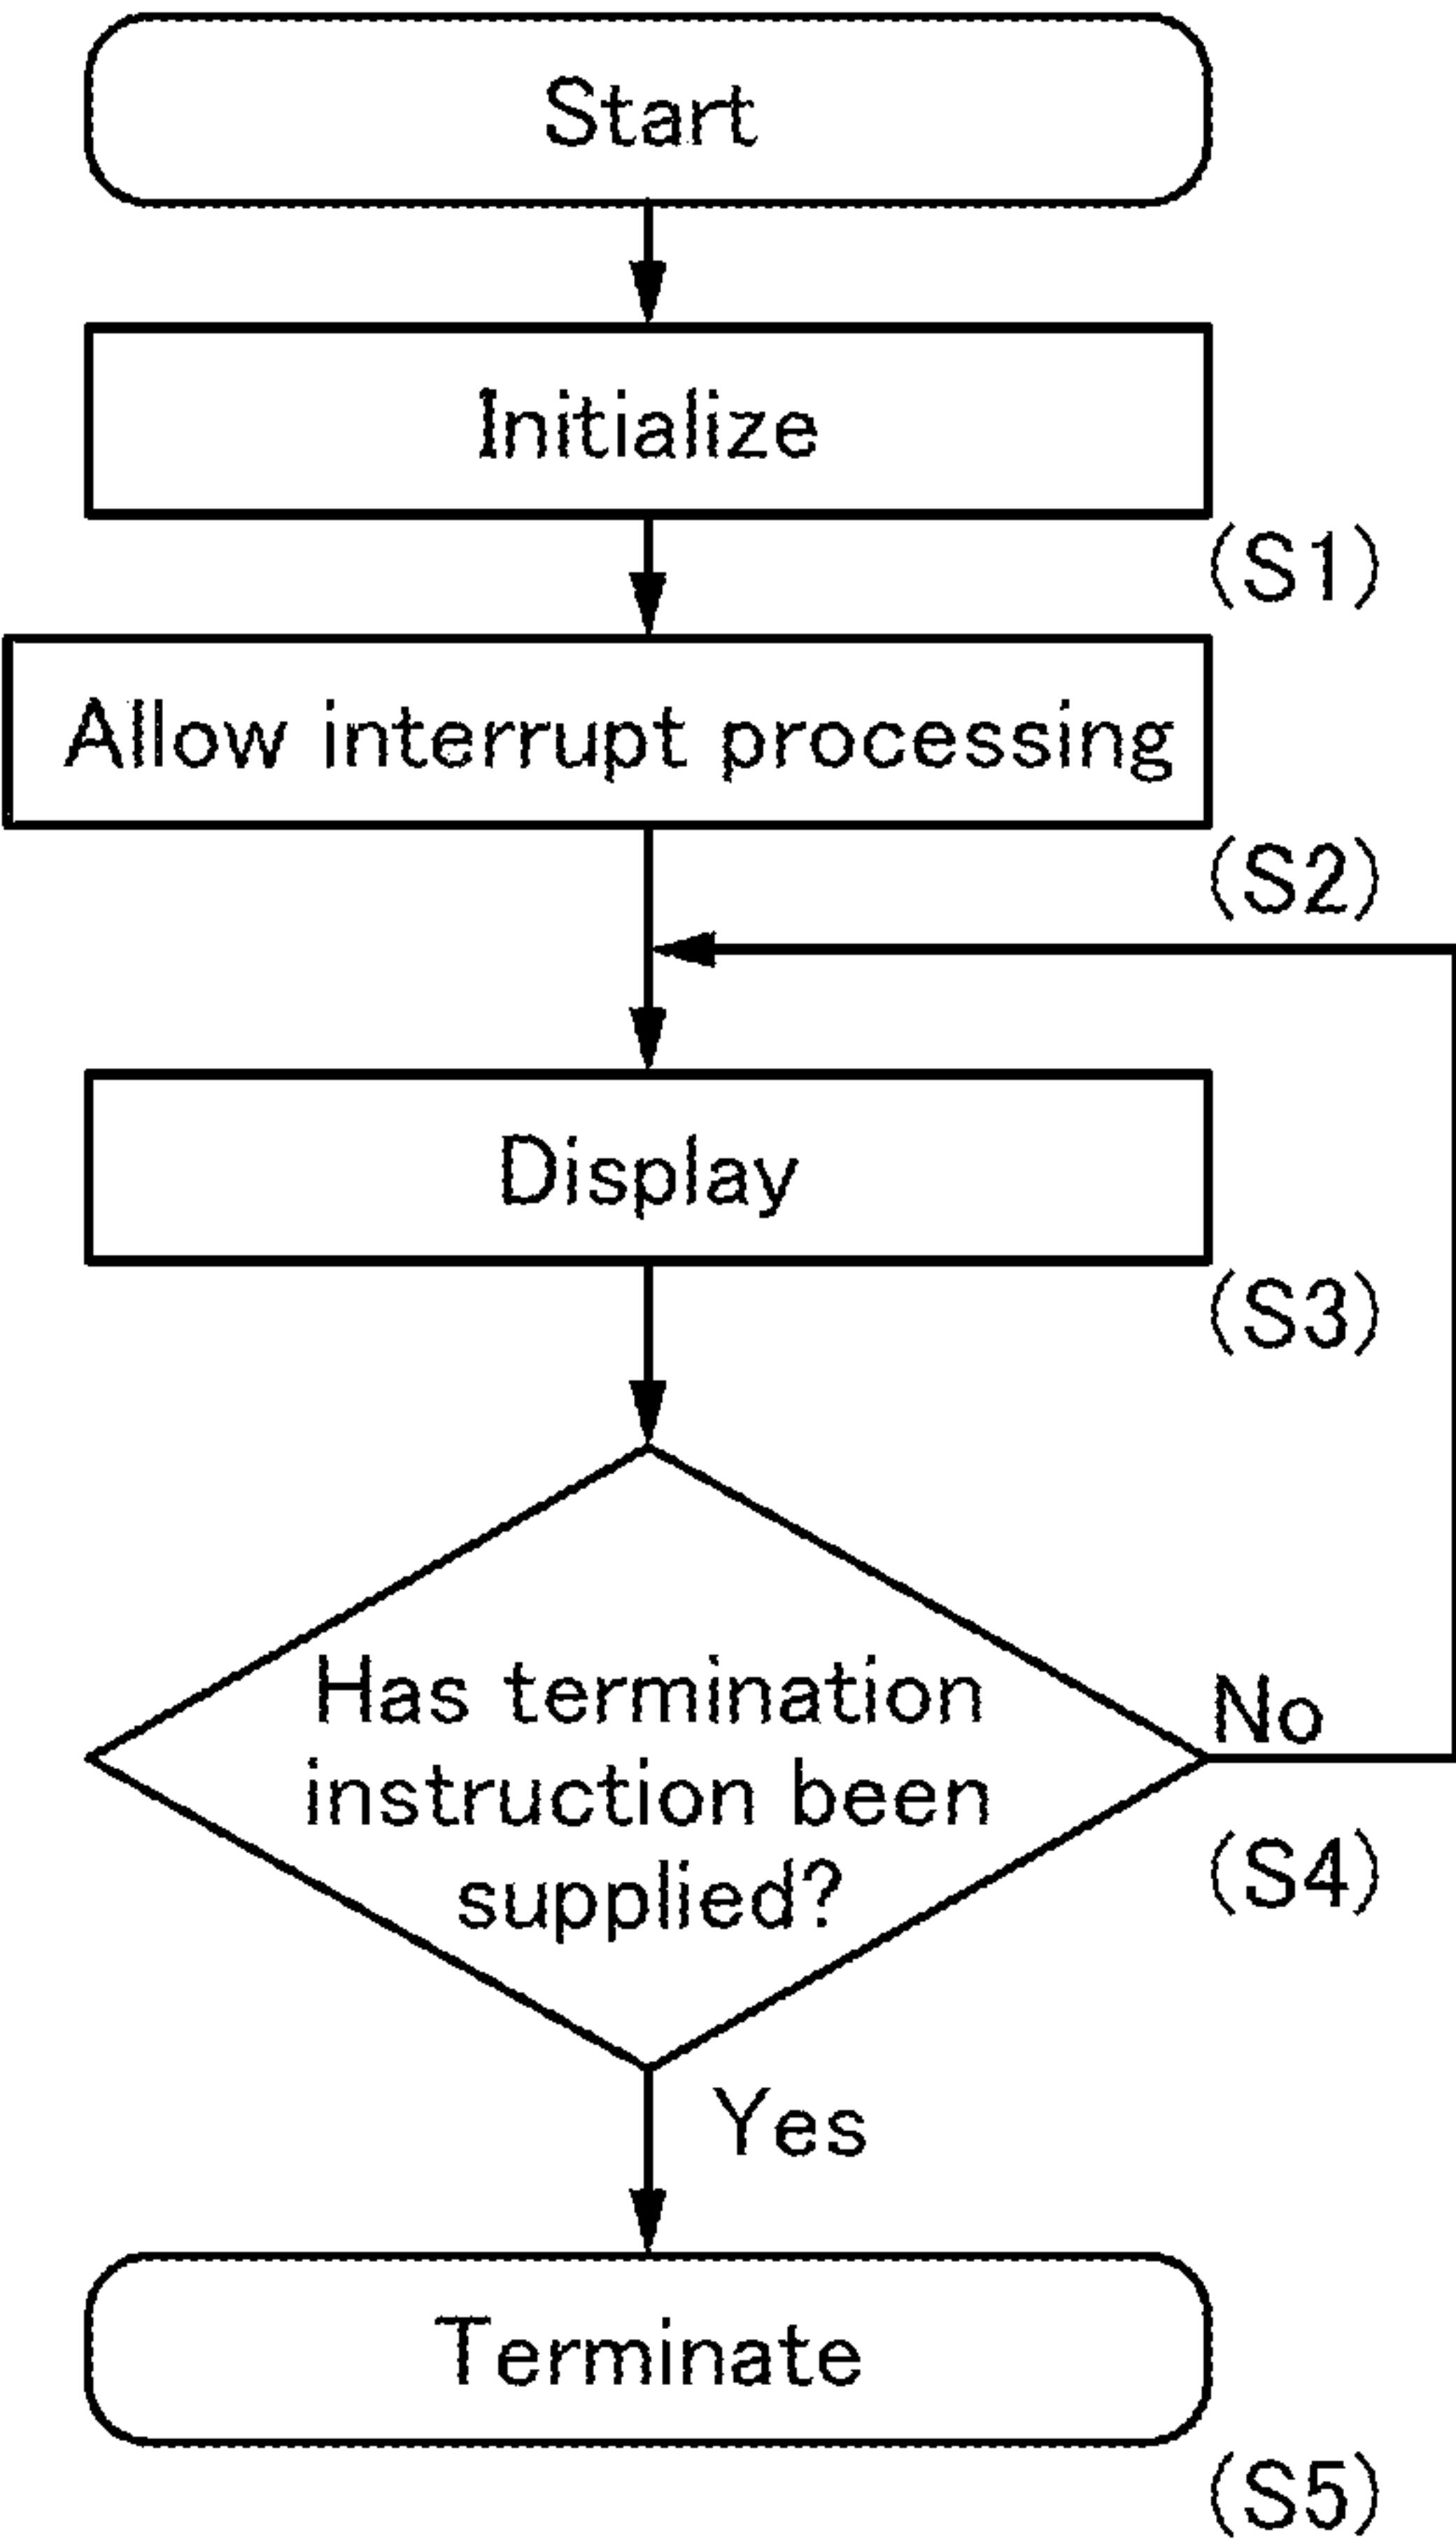 Start
Initialize
(S1)
Allow interrupt processing
(S2)
Display
(S3)
Has termination
instruction been
supplied?
No
(S4)
Yes
Terminate
(S5)